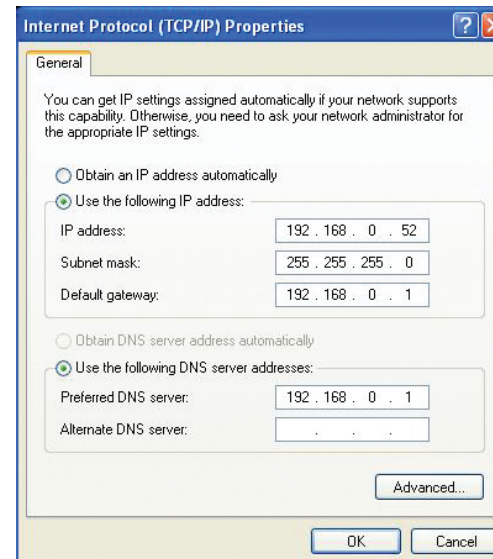 Internet Protocol (TCP/IP) Properties
General
You can get IP settings assigned automatically if your network supports
this capability. Otherwise, you need to ask your network administrator for
the appropriate IP settings.
Obtain an IP address automatically
Use the following IP address:
IP address: 192 . 168 . 0 . 52
Subnet mask: 255 . 255 . 255 . 0
Default gateway: 192 . 168 . 0 . 1
Obtain DNS server address automatically
Use the following DNS server addresses:
Preferred DNS server: 192 . 168 . 0 . 1
Alternate DNS server: . . .
Advanced...
OK Cancel